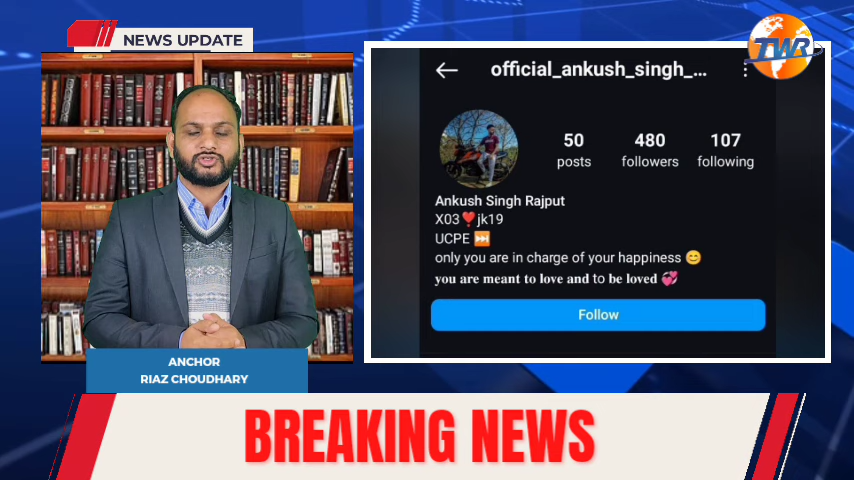 NEWS UPDATE
TWR
official_ankush_singh_...
50
480
107
posts
followers
following
Ankush Singh Rajput
X03❤️jk19
UCPE ⏭️
only you are in charge of your happiness 😊
𝐲𝐨𝐮 𝐚𝐫𝐞 𝐦𝐞𝐚𝐧𝐭 𝐭𝐨 𝐥𝐨𝐯𝐞 𝐚𝐧𝐝 to 𝐛𝐞 𝐥𝐨𝐯𝐞𝐝 💞
Follow
ANCHOR
RIAZ CHOUDHARY
BREAKING NEWS